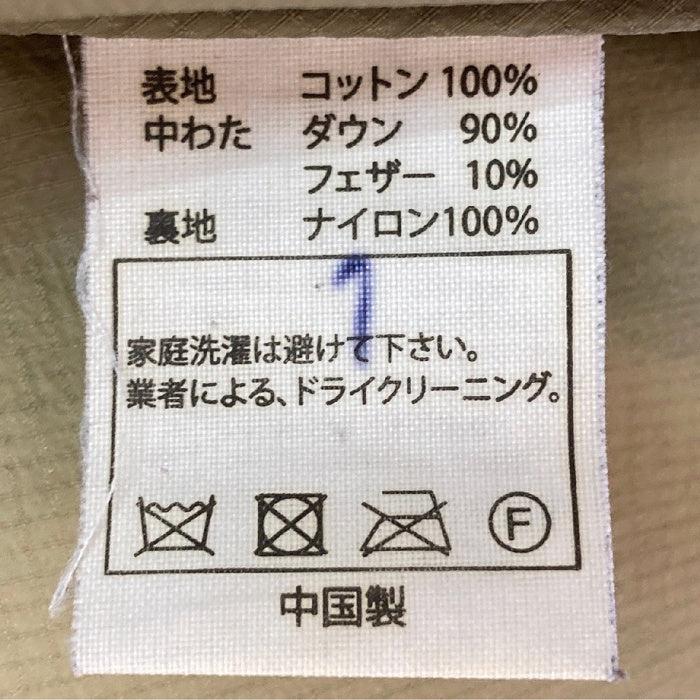 表地 コットン 100%
中わた ダウン 90%
フェザー 10%
裏地 ナイロン100%
1
家庭洗濯は避けて下さい。
業者による、ドライクリーニング。
F
中国製